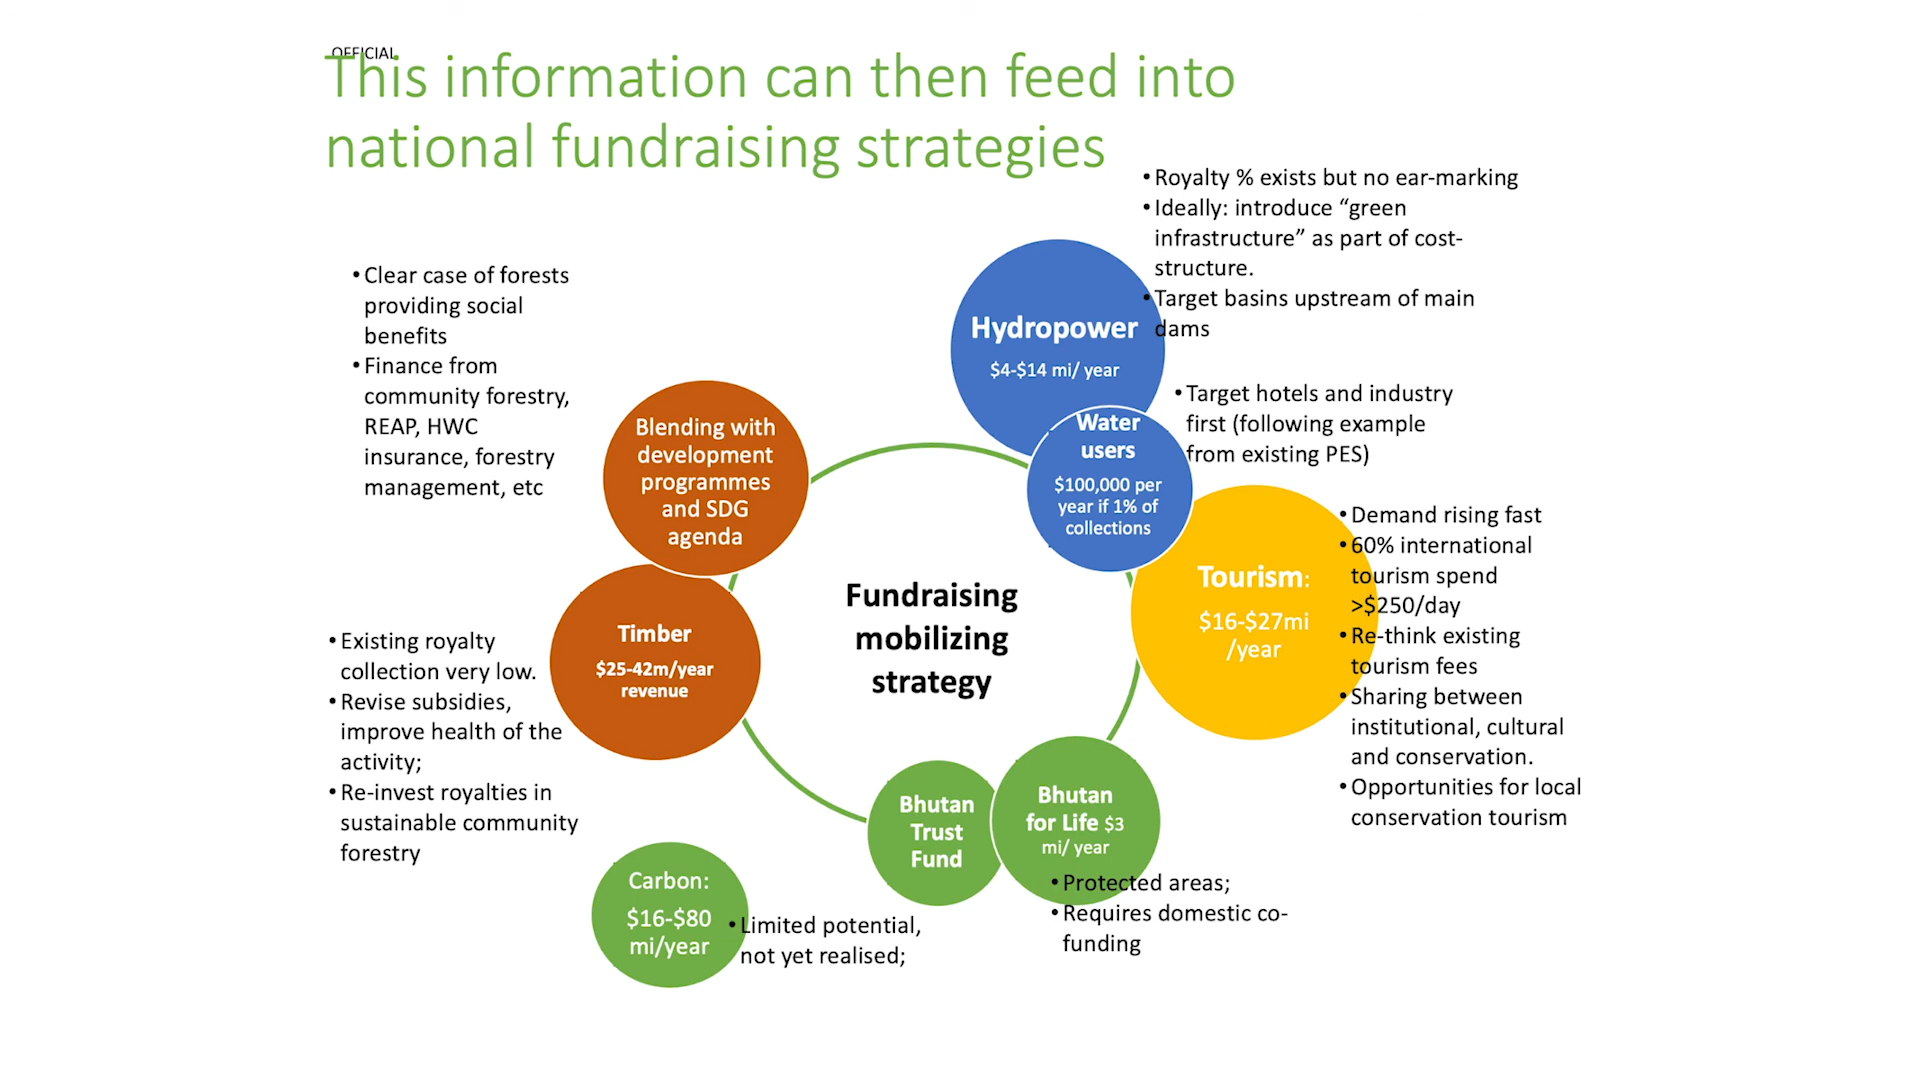 OFFICIAL
This information can then feed into
national fundraising strategies
• Royalty % exists but no ear-marking
• Ideally: introduce “green
infrastructure” as part of cost-
structure.
• Target basins upstream of main
dams
Hydropower
$4-$14 mi/ year
• Target hotels and industry
first (following example
from existing PES)
Water
users
$100,000 per
year if 1% of
collections
• Demand rising fast
• 60% international
tourism spend
>$250/day
• Re-think existing
tourism fees
• Sharing between
institutional, cultural
and conservation.
• Opportunities for local
conservation tourism
Tourism:
$16-$27mi
/year
• Clear case of forests
providing social
benefits
• Finance from
community forestry,
REAP, HWC
insurance, forestry
management, etc
Blending with
development
programmes
and SDG
agenda
Fundraising
mobilizing
strategy
Timber
$25-42m/year
revenue
• Existing royalty
collection very low.
• Revise subsidies,
improve health of the
activity;
• Re-invest royalties in
sustainable community
forestry
Bhutan
Trust
Fund
Bhutan
for Life $3
mi/ year
• Protected areas;
• Requires domestic co-
funding
Carbon:
$16-$80
mi/year
• Limited potential,
not yet realised;